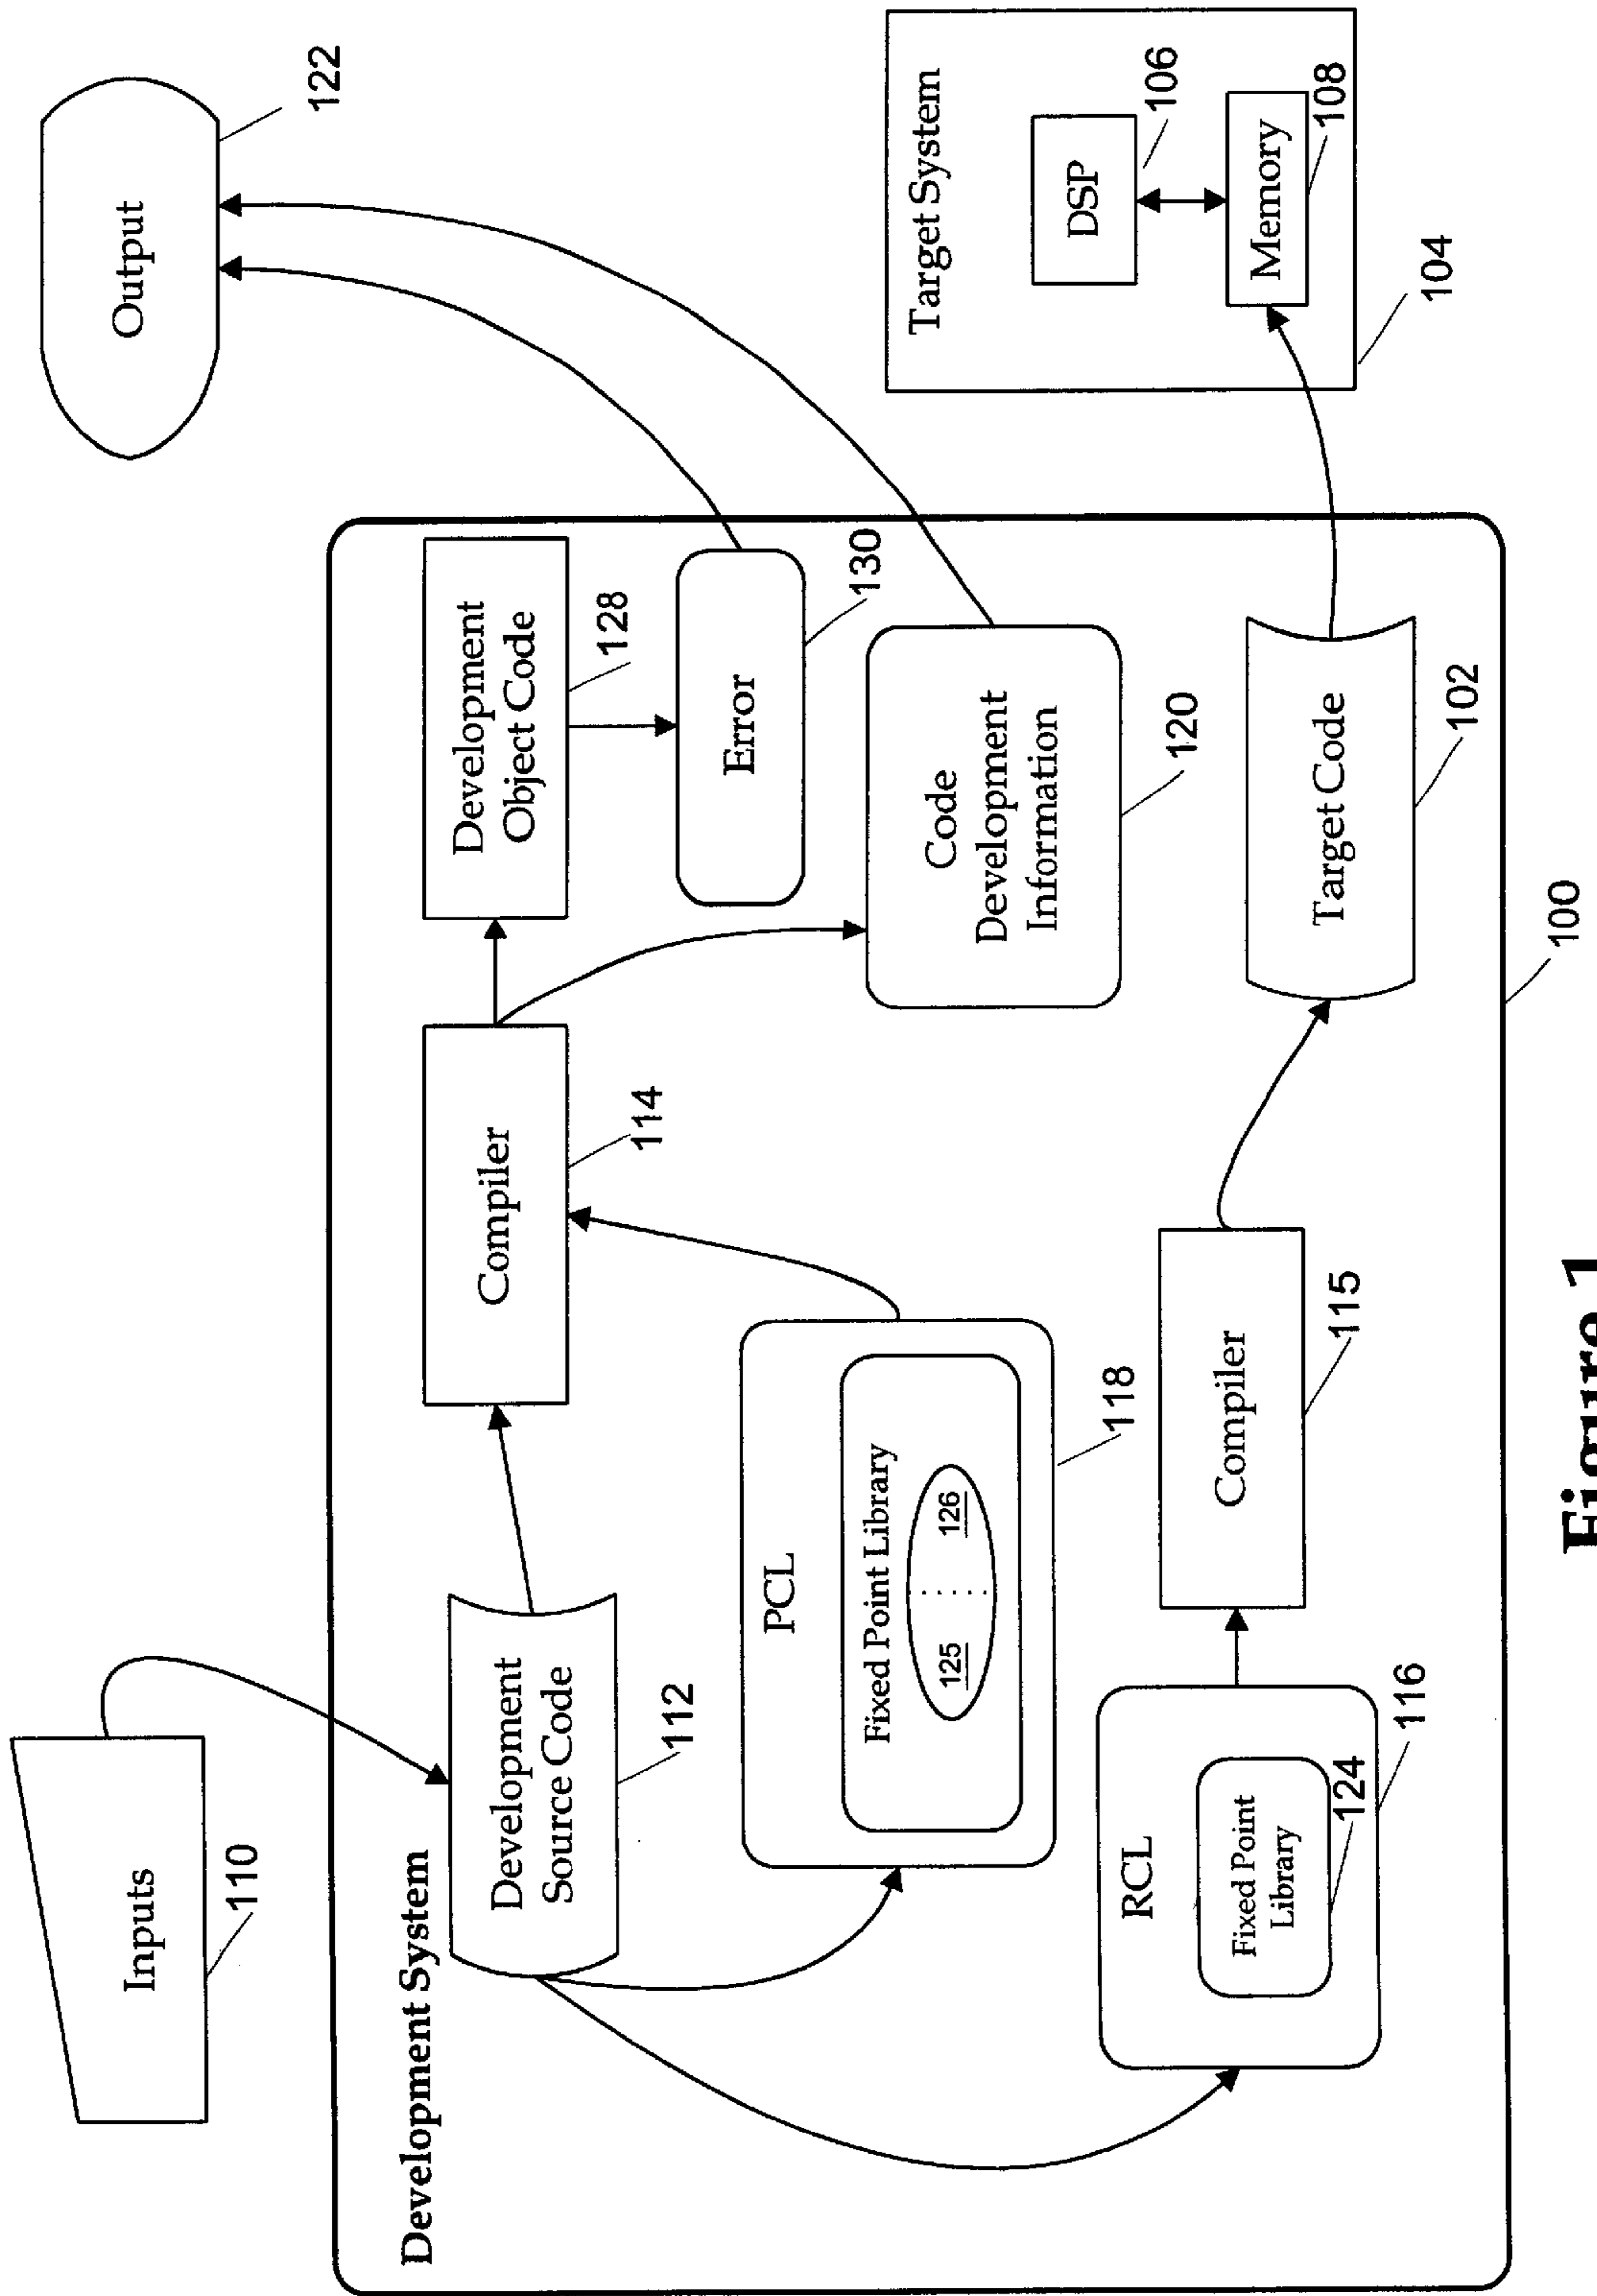 Inputs
110
Output
122
Development System
Development
Source Code
112
Compiler
114
Development
Object Code
128
Error
130
PCL
Fixed Point Library
125
126
118
Code
Development
Information
120
RCL
Fixed Point
Library
124
116
Compiler
115
Target Code
102
100
Target System
DSP
106
Memory
108
104
Figure 1